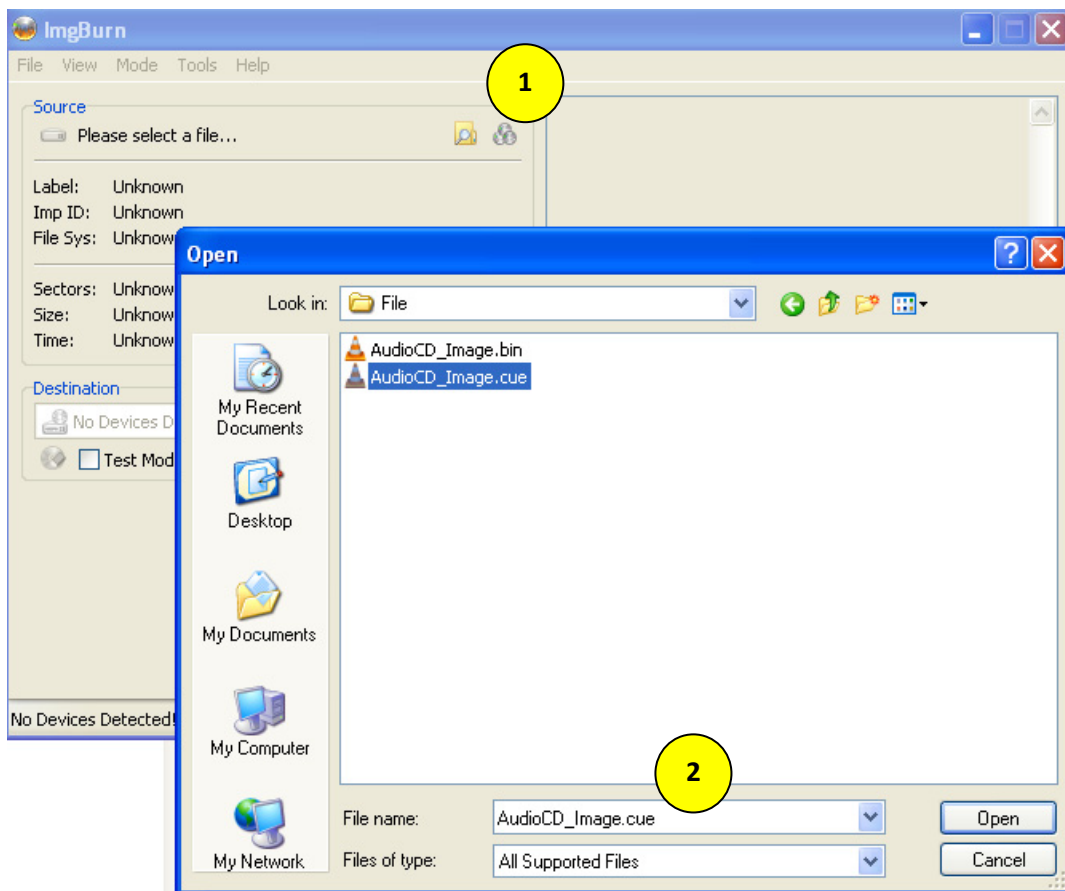 ImgBurn
File View Mode Tools Help
1
Source
Please select a file...
Label: Unknown
Imp ID: Unknown
File Sys: Unknow
Sectors: Unknow
Size: Unknow
Time: Unknow
Destination
No Devices D
Test Mod
No Devices Detected!
Open
Look in: File
AudioCD_Image.bin
AudioCD_Image.cue
My Recent
Documents
Desktop
My Documents
My Computer
My Network
2
File name: AudioCD_Image.cue Open
Files of type: All Supported Files Cancel